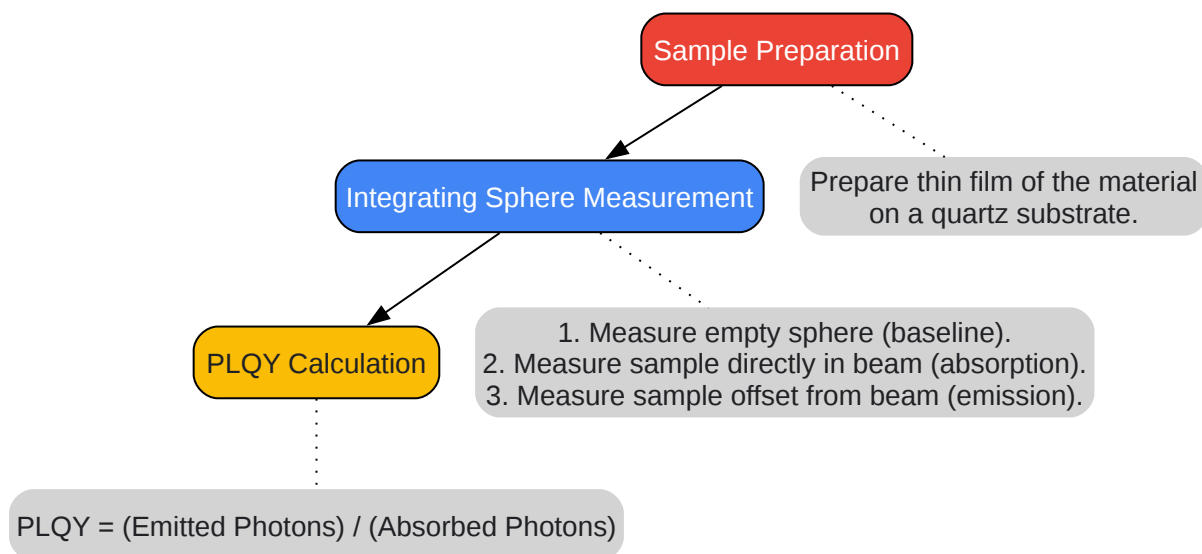 Sample Preparation
Prepare thin film of the material
on a quartz substrate.
Integrating Sphere Measurement
1. Measure empty sphere (baseline).
2. Measure sample directly in beam (absorption).
3. Measure sample offset from beam (emission).
PLQY Calculation
PLQY = (Emitted Photons) / (Absorbed Photons)